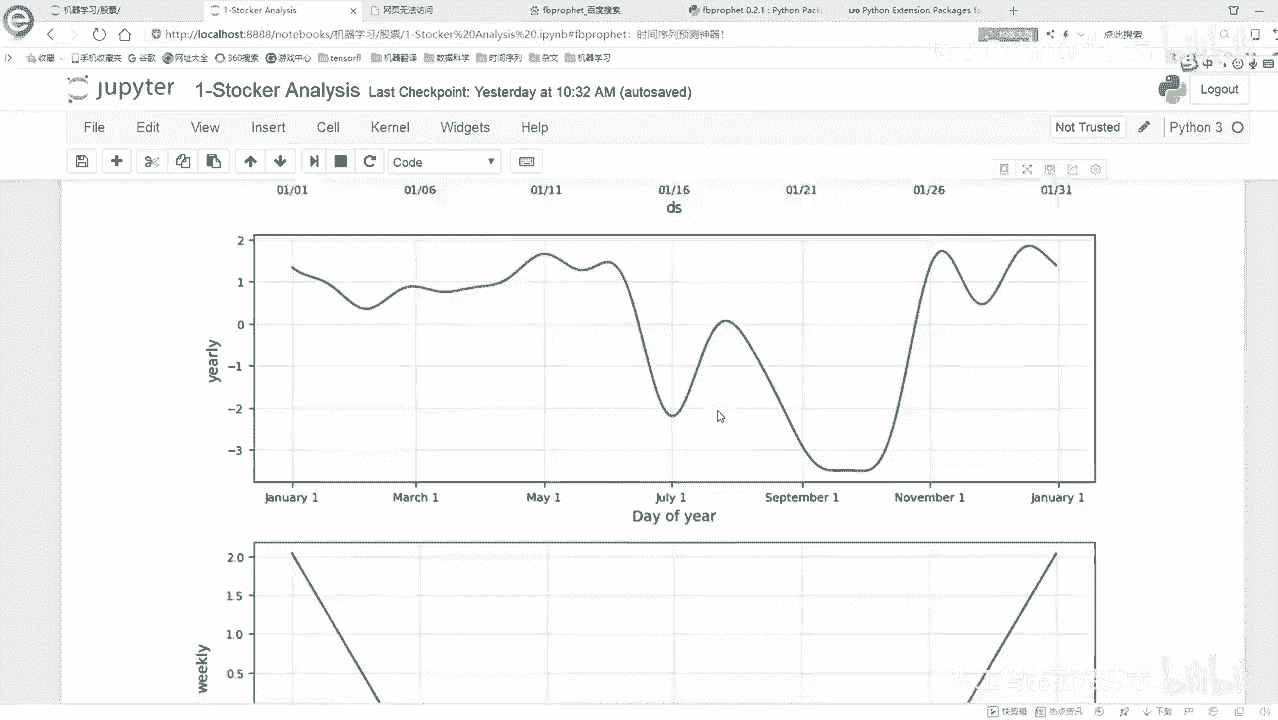 机器学习/股票/
1-Stocker Analysis
网页无法访问
fbprophet_百度搜索
fbprophet 0.2.1 : Python Pack
Python Extension Packages fo
http://localhost:8888/notebooks/机器学习/股票/1-Stocker%20Analysis%20.ipynb#fbprophet：时间序列预测神器！
点此搜索
收藏
手机收藏夹
谷歌
网址大全
360搜索
游戏中心
tensorfl
机器翻译
数据科学
时间序列
杂文
机器学习
中
jupyter
1-Stocker Analysis
Last Checkpoint: Yesterday at 10:32 AM (autosaved)
Logout
File
Edit
View
Insert
Cell
Kernel
Widgets
Help
Not Trusted
Python 3
Code
01/01
01/06
01/11
01/16
01/21
01/26
01/31
ds
2
1
0
−1
−2
−3
yearly
January 1
March 1
May 1
July 1
September 1
November 1
January 1
Day of year
2.0
1.5
1.0
0.5
weekly
bilibili
快剪辑
热点资讯
下载